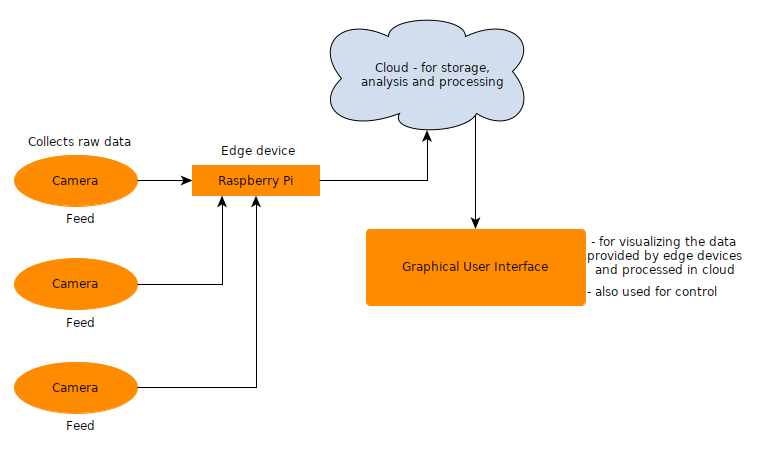 Cloud - for storage,
analysis and processing
Collects raw data
Edge device
Camera
Raspberry Pi
Feed
- for visualizing the data
provided by edge devices
and processed in cloud
Graphical User Interface
- also used for control
Camera
Feed
Camera
Feed